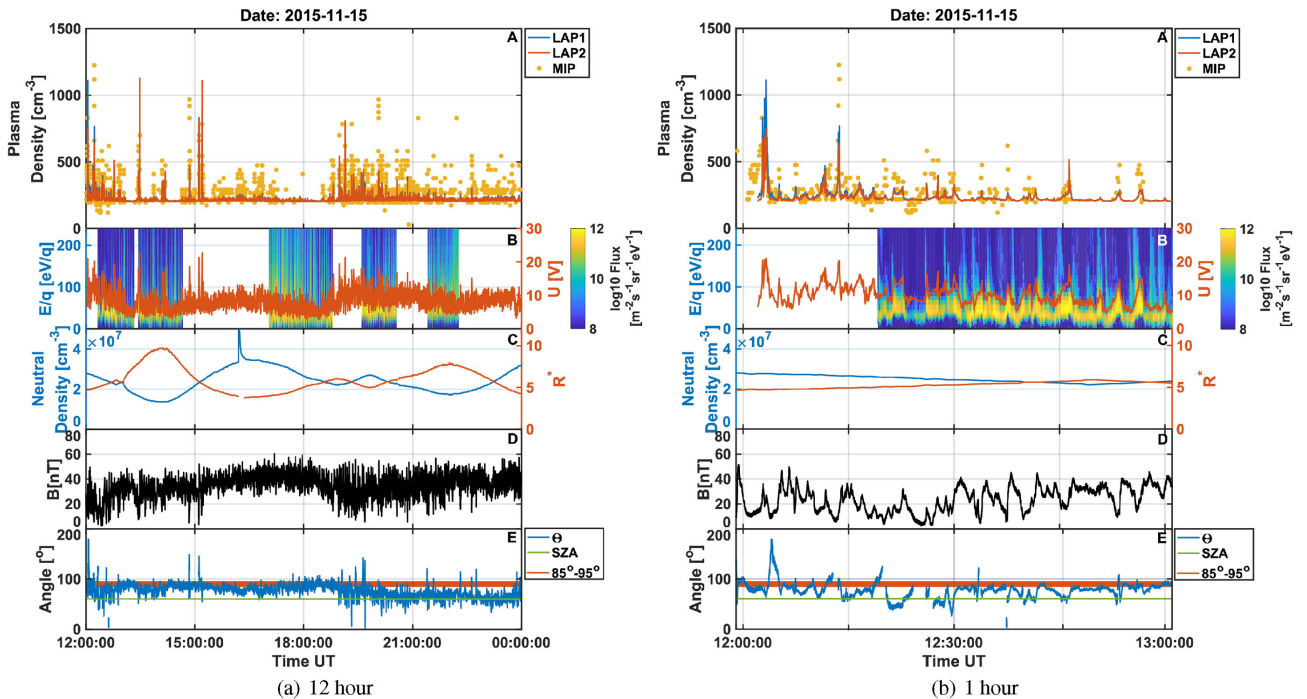 Date: 2015-11-15
A
LAP1
LAP2
MIP
1500
1000
500
0
Plasma
Density [cm-3]
B
E/q [eV/q]
200
100
0
30
20
10
0
U [V]
12
10
8
log10 Flux
[m-2s-1sr-1eV-1]
C
×10^7
Neutral
Density [cm-3]
4
2
0
10
5
0
R*
D
B[nT]
80
60
40
20
0
E
Angle [o]
200
100
0
Θ
SZA
85o-95o
12:00:00 15:00:00 18:00:00 21:00:00 00:00:00
Time UT
(a) 12 hour
Date: 2015-11-15
A
LAP1
LAP2
MIP
1500
1000
500
0
Plasma
Density [cm-3]
B
E/q [eV/q]
200
100
0
30
20
10
0
U [V]
12
10
8
log10 Flux
[m-2s-1sr-1eV-1]
C
×10^7
Neutral
Density [cm-3]
4
2
0
10
5
0
R*
D
B[nT]
80
60
40
20
0
E
Angle [o]
200
100
0
Θ
SZA
85o-95o
12:00:00 12:30:00 13:00:00
Time UT
(b) 1 hour